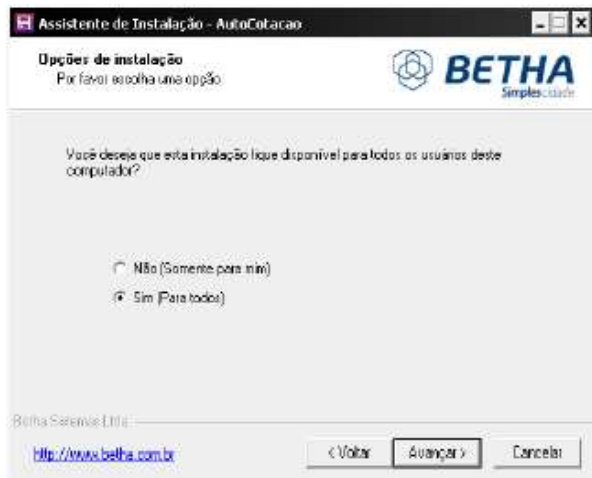 Assistente de Instalação - AutoCotacao
Opções de instalação
Por favor escolha uma opção
BETHA
Simplescidade
Você deseja que esta instalação fique disponível para todos os usuários deste
computador?
Não (Somente para mim)
Sim (Para todos)
Betha Sistemas Ltda
http://www.betha.com.br
< Voltar
Avançar >
Cancelar